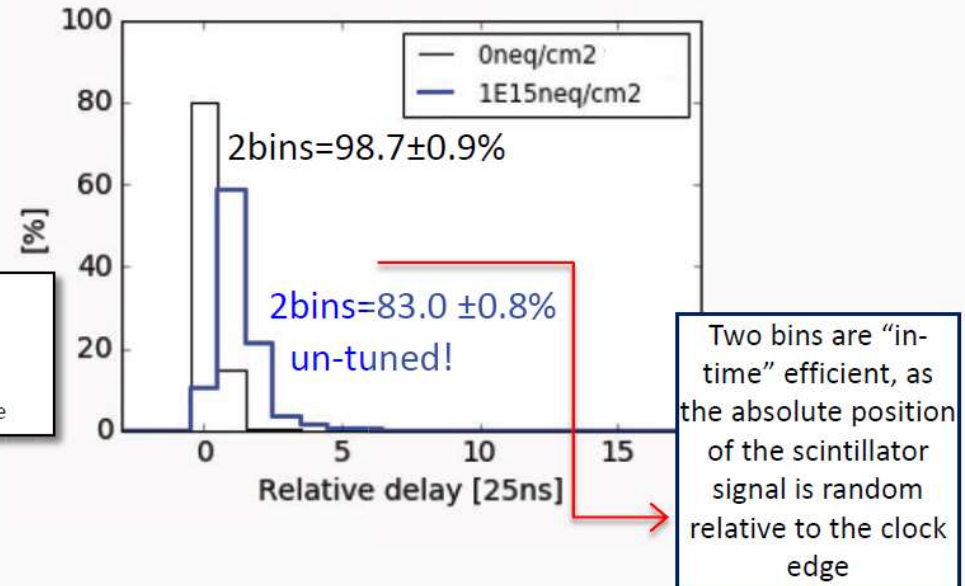 100
80
60
40
20
0
[%]
0neq/cm2
1E15neq/cm2
2bins=98.7±0.9%
2bins=83.0 ±0.8%
un-tuned!
0
5
10
15
Relative delay [25ns]
e
Two bins are “in-
time” efficient, as
the absolute position
of the scintillator
signal is random
relative to the clock
edge